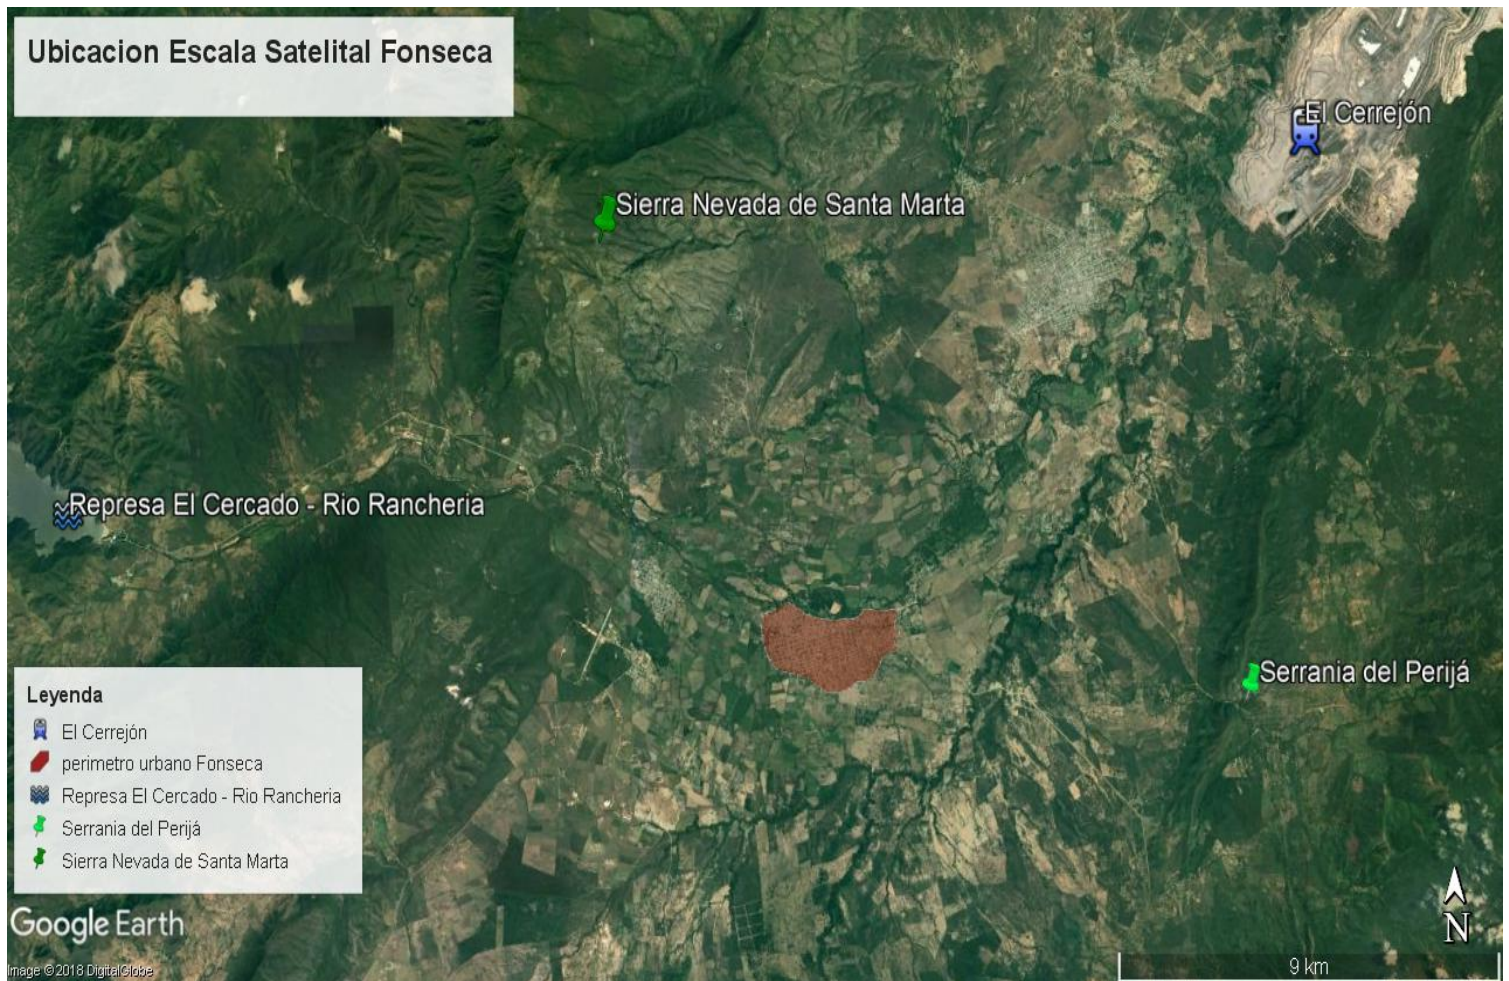 Ubicacion Escala Satelital Fonseca
El Cerrejón
Sierra Nevada de Santa Marta
Represa El Cercado - Rio Rancheria
Serrania del Perijá
Leyenda
El Cerrejón
perimetro urbano Fonseca
Represa El Cercado - Rio Rancheria
Serrania del Perijá
Sierra Nevada de Santa Marta
Google Earth
N
Image © 2018 DigitalGlobe
9 km